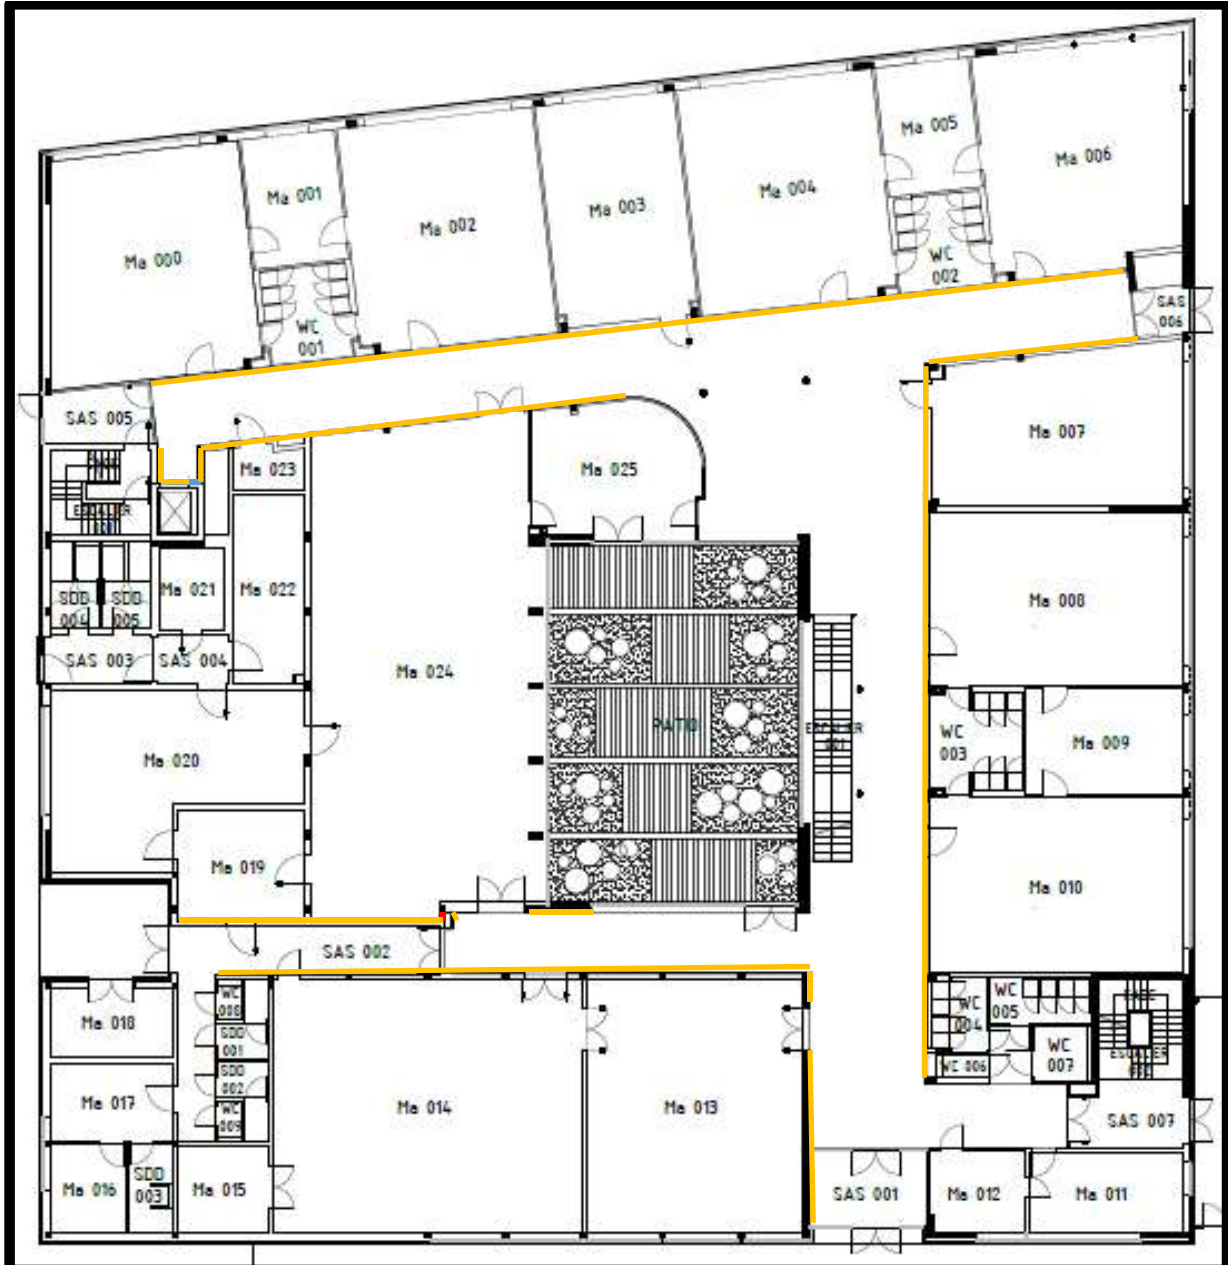 Ma 005
Ma 006
Ma 004
Ma 001
Ma 003
Ma 002
Ma 000
WC
002
SAS
006
WC
001
SAS 005
Ma 007
Ma 023
Ma 025
ESCALIER
Ma 021
Ma 022
SDD
004
SDD
005
Ma 008
SAS 003
SAS 004
Ma 024
PATIO
ESCALIER
001
WC
003
Ma 009
Ma 020
Ma 019
Ma 010
SAS 002
WC
008
WC
004
WC
005
Ma 018
SDD
001
WC
007
ESCALIER
WC 006
SDD
002
Ma 017
WC
009
Ma 014
Ma 013
SAS 007
Ma 016
SDD
003
Ma 015
SAS 001
Ma 012
Ma 011